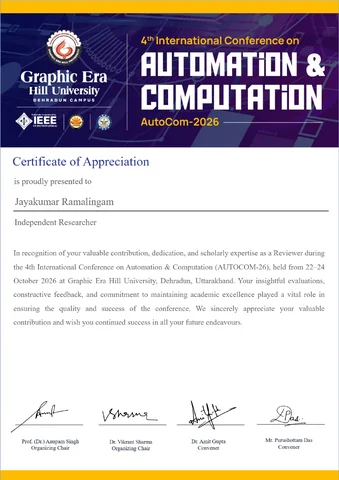 4th International Conference on
AUTOMATION &
COMPUTATION
AutoCom-2026
Graphic Era
Hill University
DEHRADUN CAMPUS
IEEE
Certificate of Appreciation
is proudly presented to
Jayakumar Ramalingam
Independent Researcher
In recognition of your valuable contribution, dedication, and scholarly expertise as a Reviewer during
the 4th International Conference on Automation & Computation (AUTOCOM-26), held from 22–24
October 2026 at Graphic Era Hill University, Dehradun, Uttarakhand. Your insightful evaluations,
constructive feedback, and commitment to maintaining academic excellence played a vital role in
ensuring the quality and success of the conference. We sincerely appreciate your valuable
contribution and wish you continued success in all your future endeavours.
Prof. (Dr.) Anupam Singh
Organizing Chair
Dr. Vikrant Sharma
Organizing Chair
Dr. Amit Gupta
Convener
Mr. Purushottam Das
Convener